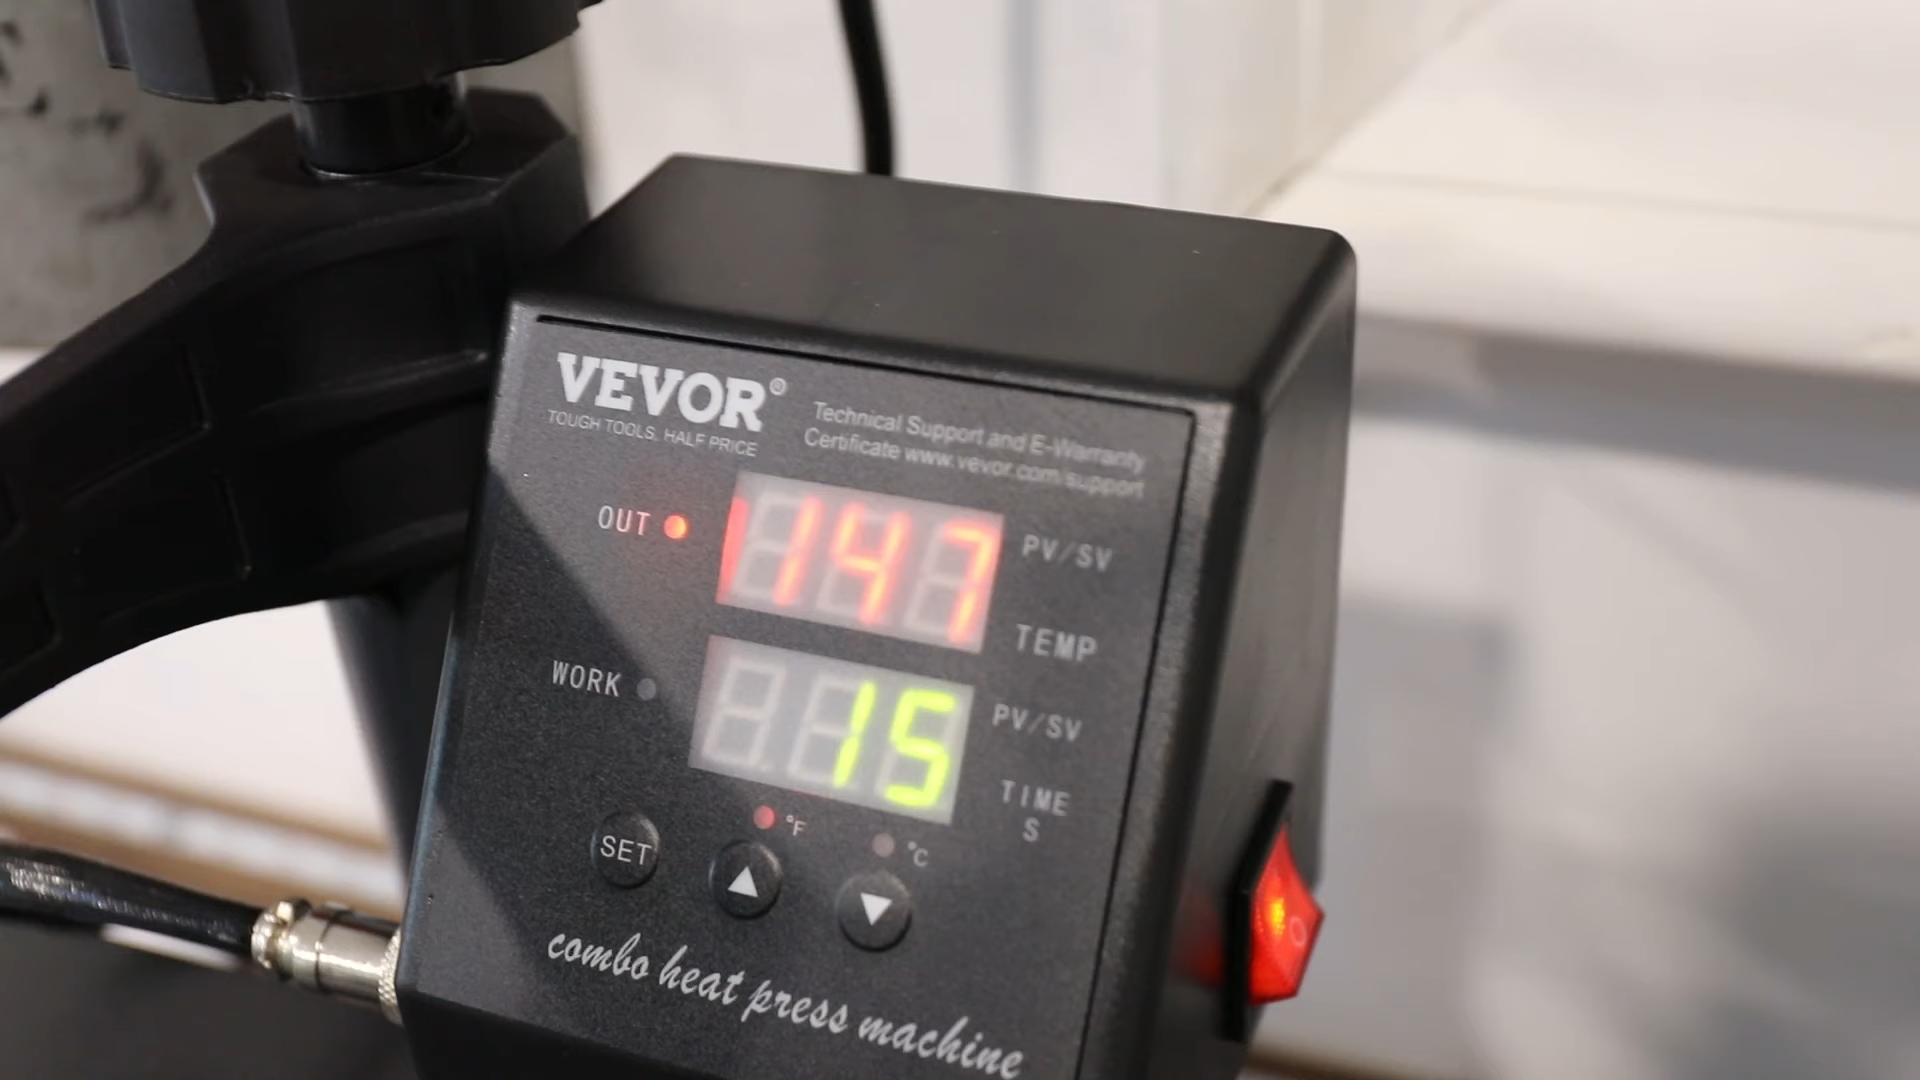 VEVOR®
TOUGH TOOLS, HALF PRICE
Technical Support and E-Warranty
Certificate www.vevor.com/support
OUT
147
PV/SV
TEMP
WORK
15
PV/SV
TIME
S
°F
°C
SET
combo heat press machine